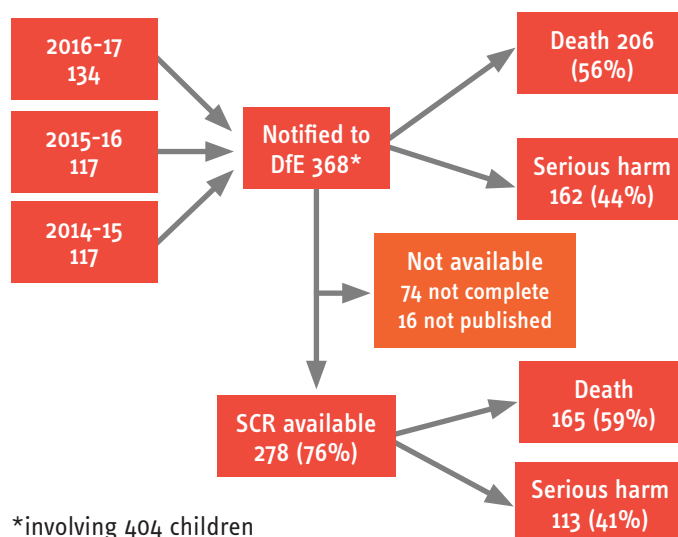 2016-17
134
2015-16
117
2014-15
117
Notified to
DfE 368*
Death 206
(56%)
Serious harm
162 (44%)
Not available
74 not complete
16 not published
SCR available
278 (76%)
Death
165 (59%)
Serious harm
113 (41%)
*involving 404 children